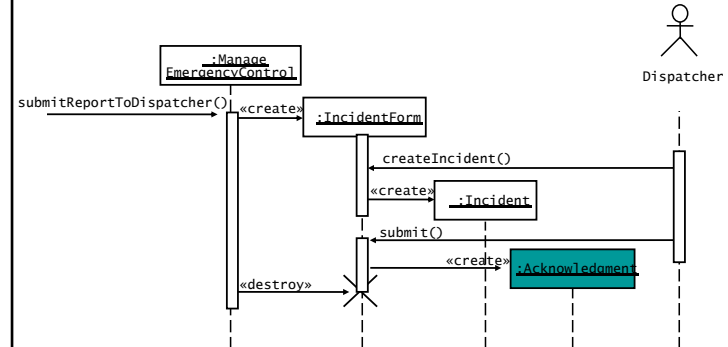 :Manage
EmergencyControl
Dispatcher
submitReportToDispatcher()
«create»
:IncidentForm
createIncident()
«create»
:Incident
submit()
«create»
:Acknowledgment
«destroy»